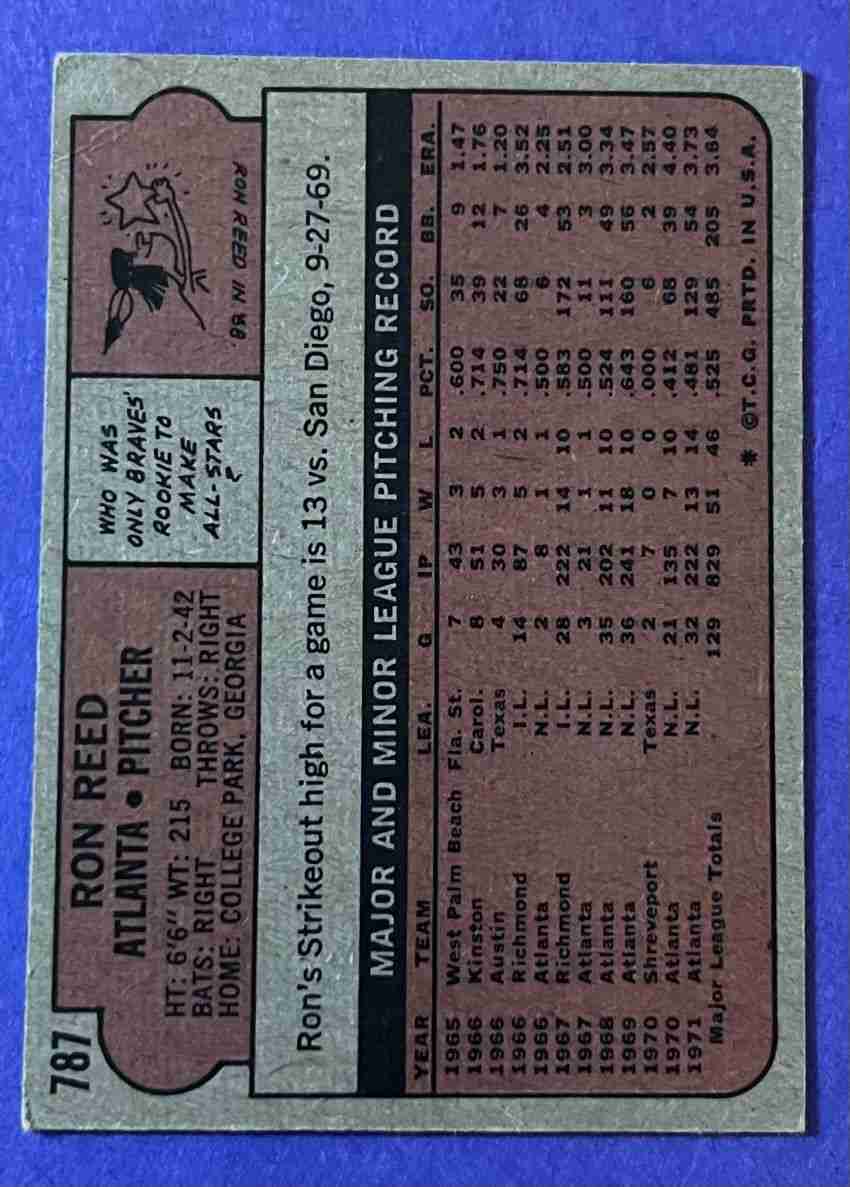 787
RON REED
ATLANTA • PITCHER
HT: 6'6" WT: 215 BORN: 11-2-42
BATS: RIGHT THROWS: RIGHT
HOME: COLLEGE PARK, GEORGIA
WHO WAS
ONLY BRAVES'
ROOKIE TO
MAKE
ALL-STARS
?
RON REED IN '68.
Ron's Strikeout high for a game is 13 vs. San Diego, 9-27-69.
MAJOR AND MINOR LEAGUE PITCHING RECORD
YEAR TEAM LEA. G IP W L PCT. SO. BB. ERA.
1965 West Palm Beach Fla. St. 7 43 3 2 .600 35 9 1.47
1966 Kinston Carol. 8 51 5 2 .714 39 12 1.76
1966 Austin Texas 4 30 3 1 .750 22 7 1.20
1966 Richmond I.L. 14 87 5 2 .714 68 26 3.52
1966 Atlanta N.L. 2 8 1 1 .500 6 4 2.25
1967 Richmond I.L. 28 222 14 10 .583 172 53 2.51
1967 Atlanta N.L. 3 21 1 1 .500 11 3 3.00
1968 Atlanta N.L. 35 202 11 10 .524 111 49 3.34
1969 Atlanta N.L. 36 241 18 10 .643 160 56 3.47
1970 Shreveport Texas 2 7 0 0 .000 6 2 2.57
1970 Atlanta N.L. 21 135 7 10 .412 68 39 4.40
1971 Atlanta N.L. 32 222 13 14 .481 129 54 3.73
Major League Totals 129 829 51 46 .525 485 205 3.64
* ©T.C.G. PRTD. IN U.S.A.